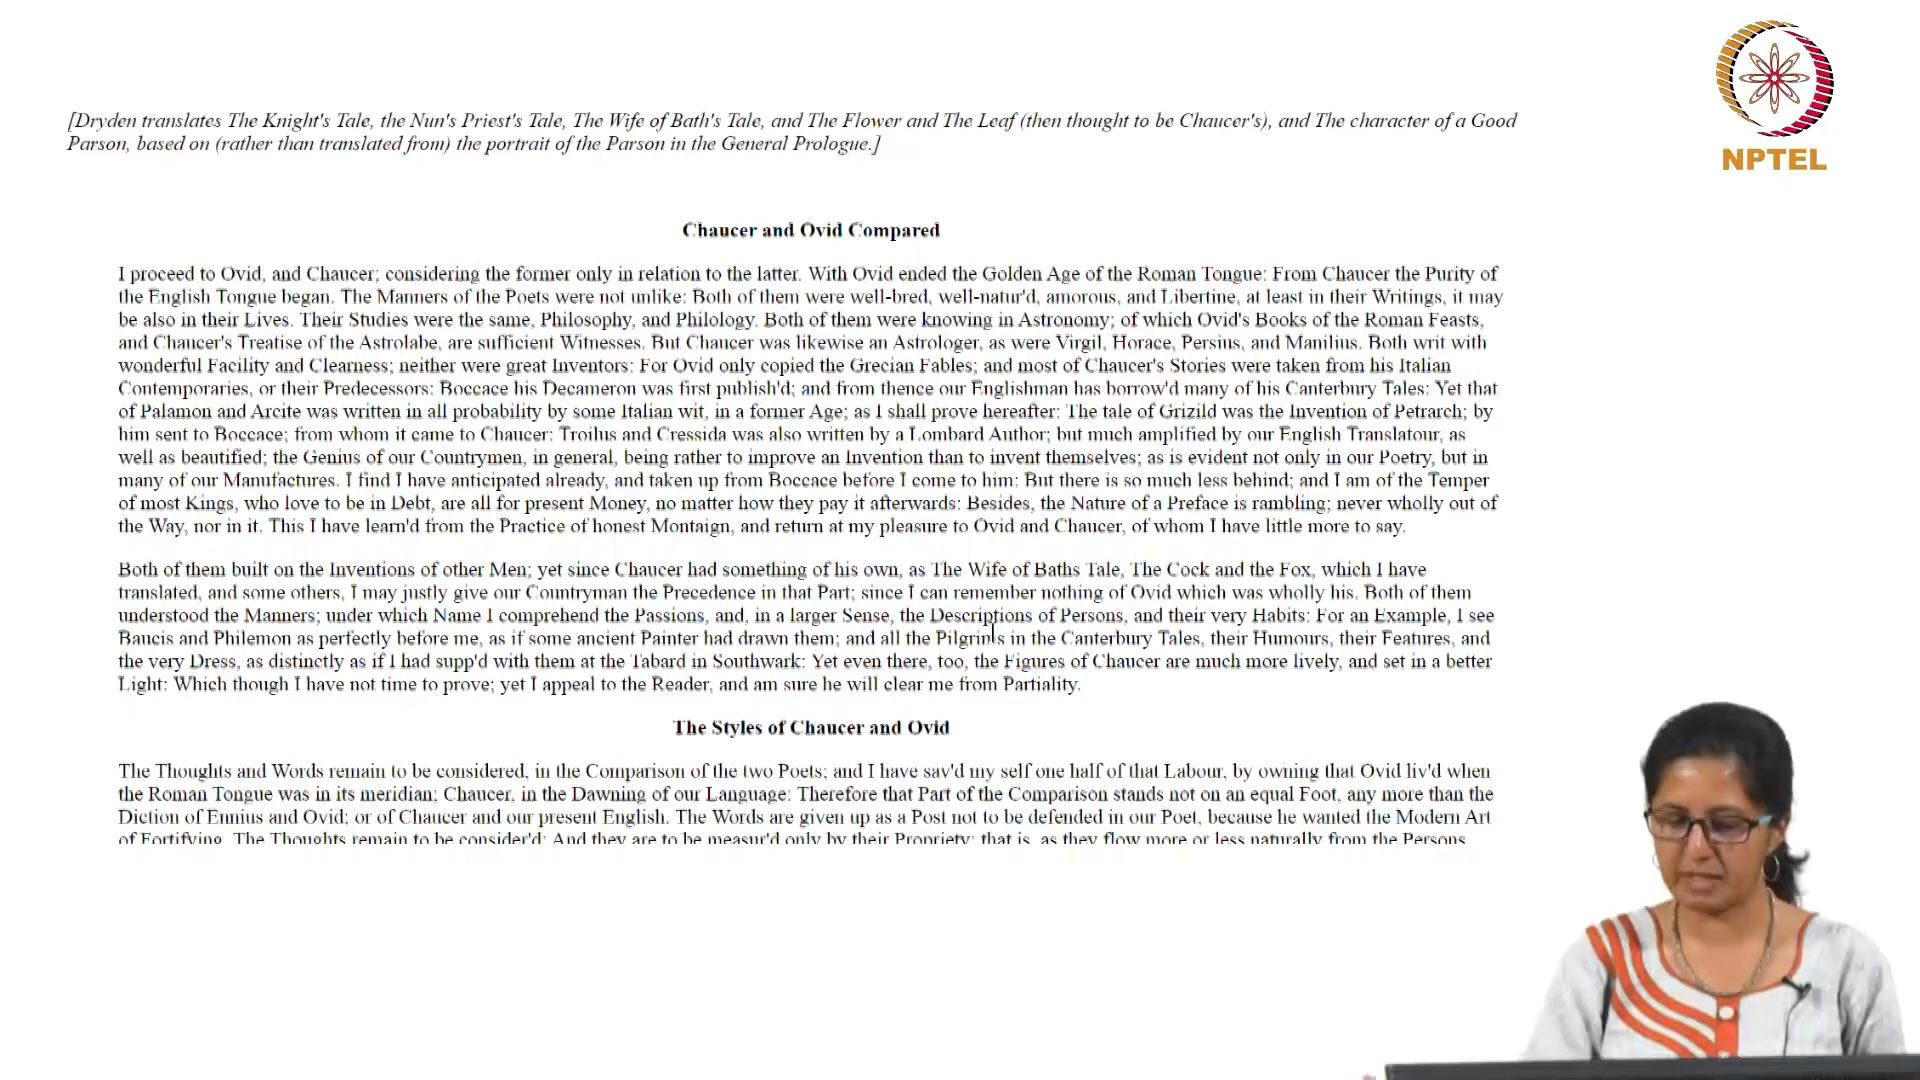 [Dryden translates The Knight's Tale, the Nun's Priest's Tale, The Wife of Bath's Tale, and The Flower and The Leaf (then thought to be Chaucer's), and The character of a Good
Parson, based on (rather than translated from) the portrait of the Parson in the General Prologue.]
NPTEL
Chaucer and Ovid Compared
I proceed to Ovid, and Chaucer; considering the former only in relation to the latter. With Ovid ended the Golden Age of the Roman Tongue: From Chaucer the Purity of
the English Tongue began. The Manners of the Poets were not unlike: Both of them were well-bred, well-natur'd, amorous, and Libertine, at least in their Writings, it may
be also in their Lives. Their Studies were the same, Philosophy, and Philology. Both of them were knowing in Astronomy; of which Ovid's Books of the Roman Feasts,
and Chaucer's Treatise of the Astrolabe, are sufficient Witnesses. But Chaucer was likewise an Astrologer, as were Virgil, Horace, Persius, and Manilius. Both writ with
wonderful Facility and Clearness; neither were great Inventors: For Ovid only copied the Grecian Fables; and most of Chaucer's Stories were taken from his Italian
Contemporaries, or their Predecessors: Boccace his Decameron was first publish'd; and from thence our Englishman has borrow'd many of his Canterbury Tales: Yet that
of Palamon and Arcite was written in all probability by some Italian wit, in a former Age; as I shall prove hereafter: The tale of Grizild was the Invention of Petrarch; by
him sent to Boccace; from whom it came to Chaucer: Troilus and Cressida was also written by a Lombard Author; but much amplified by our English Translatour, as
well as beautified; the Genius of our Countrymen, in general, being rather to improve an Invention than to invent themselves; as is evident not only in our Poetry, but in
many of our Manufactures. I find I have anticipated already, and taken up from Boccace before I come to him: But there is so much less behind; and I am of the Temper
of most Kings, who love to be in Debt, are all for present Money, no matter how they pay it afterwards: Besides, the Nature of a Preface is rambling; never wholly out of
the Way, nor in it. This I have learn'd from the Practice of honest Montaign, and return at my pleasure to Ovid and Chaucer, of whom I have little more to say.
Both of them built on the Inventions of other Men; yet since Chaucer had something of his own, as The Wife of Baths Tale, The Cock and the Fox, which I have
translated, and some others, I may justly give our Countryman the Precedence in that Part; since I can remember nothing of Ovid which was wholly his. Both of them
understood the Manners; under which Name I comprehend the Passions, and, in a larger Sense, the Descriptions of Persons, and their very Habits: For an Example, I see
Baucis and Philemon as perfectly before me, as if some ancient Painter had drawn them; and all the Pilgrims in the Canterbury Tales, their Humours, their Features, and
the very Dress, as distinctly as if I had supp'd with them at the Tabard in Southwark: Yet even there, too, the Figures of Chaucer are much more lively, and set in a better
Light: Which though I have not time to prove; yet I appeal to the Reader, and am sure he will clear me from Partiality.
The Styles of Chaucer and Ovid
The Thoughts and Words remain to be considered, in the Comparison of the two Poets; and I have sav'd my self one half of that Labour, by owning that Ovid liv'd when
the Roman Tongue was in its meridian; Chaucer, in the Dawning of our Language: Therefore that Part of the Comparison stands not on an equal Foot, any more than the
Diction of Ennius and Ovid; or of Chaucer and our present English. The Words are given up as a Post not to be defended in our Poet, because he wanted the Modern Art
of Fortifying. The Thoughts remain to be consider'd: And they are to be measur'd only by their Propriety; that is, as they flow more or less naturally from the Persons